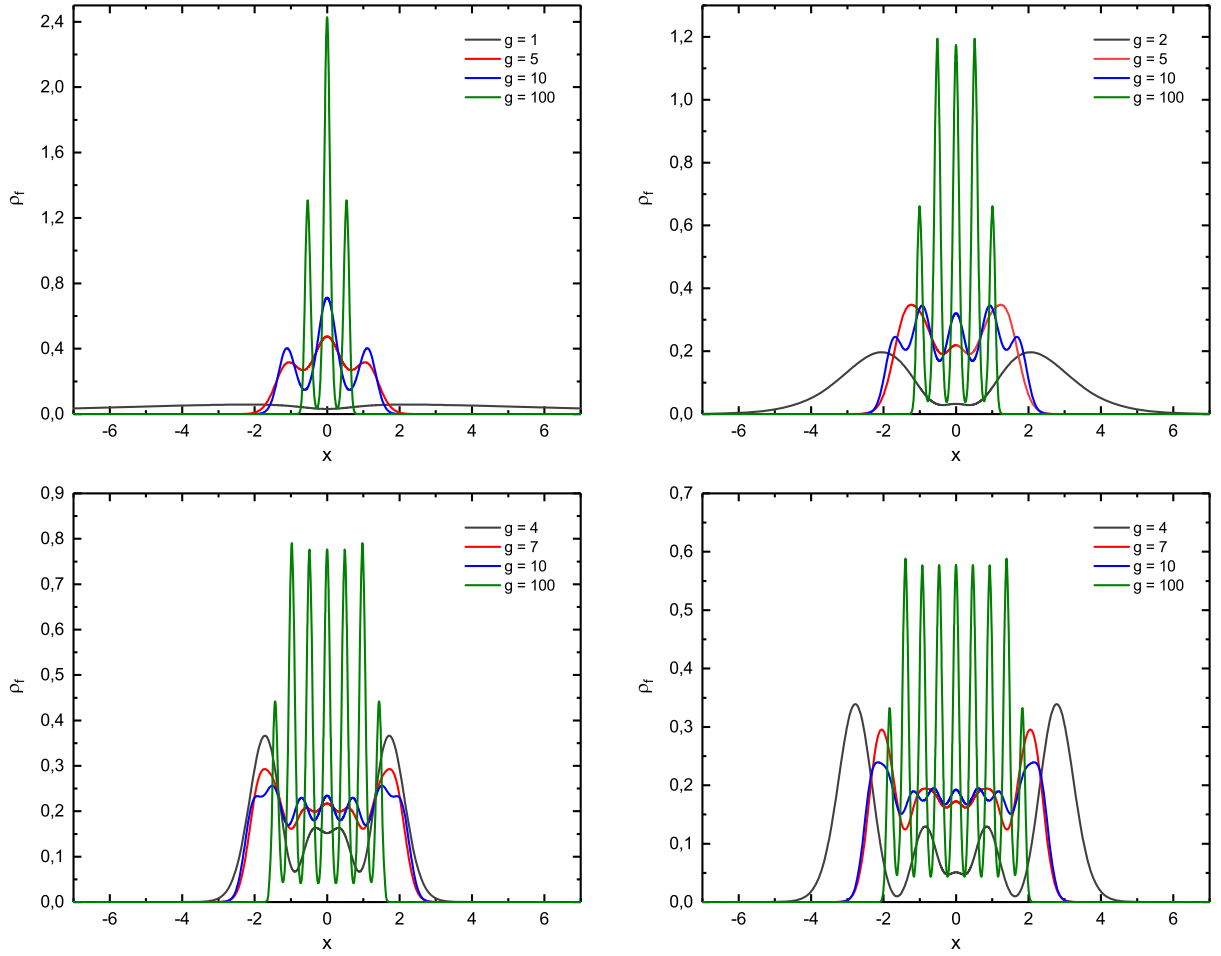 2,4
2,0
1,6
1,2
0,8
0,4
0,0
ρf
-6 -4 -2 0 2 4 6
x
g = 1
g = 5
g = 10
g = 100
1,2
1,0
0,8
0,6
0,4
0,2
0,0
ρf
-6 -4 -2 0 2 4 6
x
g = 2
g = 5
g = 10
g = 100
0,9
0,8
0,7
0,6
0,5
0,4
0,3
0,2
0,1
0,0
ρf
-6 -4 -2 0 2 4 6
x
g = 4
g = 7
g = 10
g = 100
0,7
0,6
0,5
0,4
0,3
0,2
0,1
0,0
ρf
-6 -4 -2 0 2 4 6
x
g = 4
g = 7
g = 10
g = 100